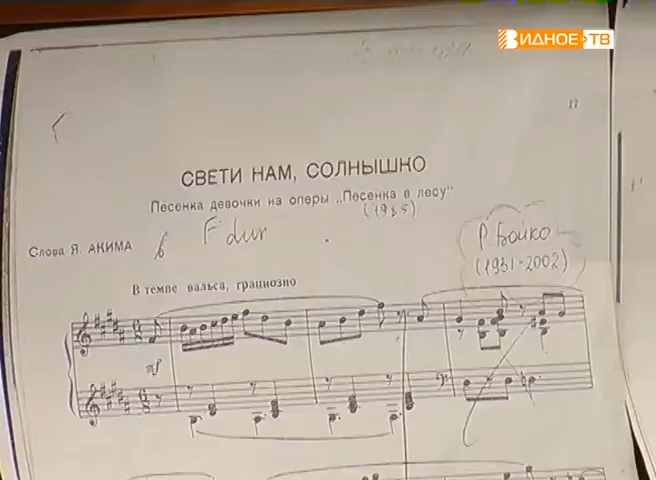 ВИДНОЕ-ТВ
17
СВЕТИ НАМ, СОЛНЫШКО
Песенка девочки из оперы „Песенка в лесу“
(1955)
Слова Я. АКИМА
в F dur
Р. Бойко
(1931-2002)
В темпе вальса, грациозно
mf